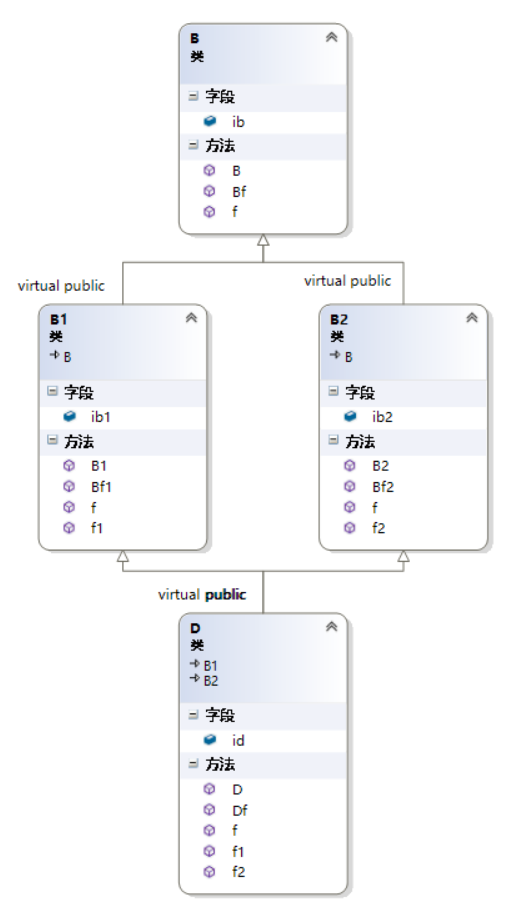 B
类
字段
ib
方法
B
Bf
f
virtual public
virtual public
B1
类
B
字段
ib1
方法
B1
Bf1
f
f1
B2
类
B
字段
ib2
方法
B2
Bf2
f
f2
virtual public
D
类
B1
B2
字段
id
方法
D
Df
f
f1
f2